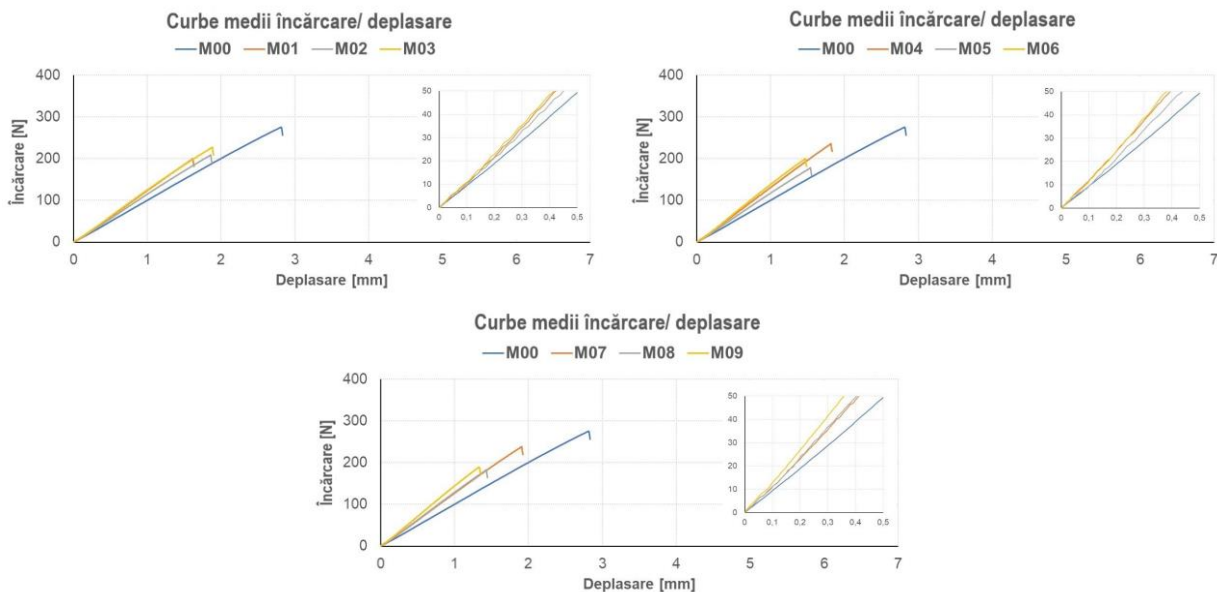 Curbe medii încărcare/ deplasare
M00 M01 M02 M03
Încărcare [N]
400
300
200
100
0
0 1 2 3 4 5 6 7
Deplasare [mm]
50
40
30
20
10
0
0 0,1 0,2 0,3 0,4 0,5
Curbe medii încărcare/ deplasare
M00 M04 M05 M06
Încărcare [N]
400
300
200
100
0
0 1 2 3 4 5 6 7
Deplasare [mm]
50
40
30
20
10
0
0 0,1 0,2 0,3 0,4 0,5
Curbe medii încărcare/ deplasare
M00 M07 M08 M09
Încărcare [N]
400
300
200
100
0
0 1 2 3 4 5 6 7
Deplasare [mm]
50
40
30
20
10
0
0 0,1 0,2 0,3 0,4 0,5